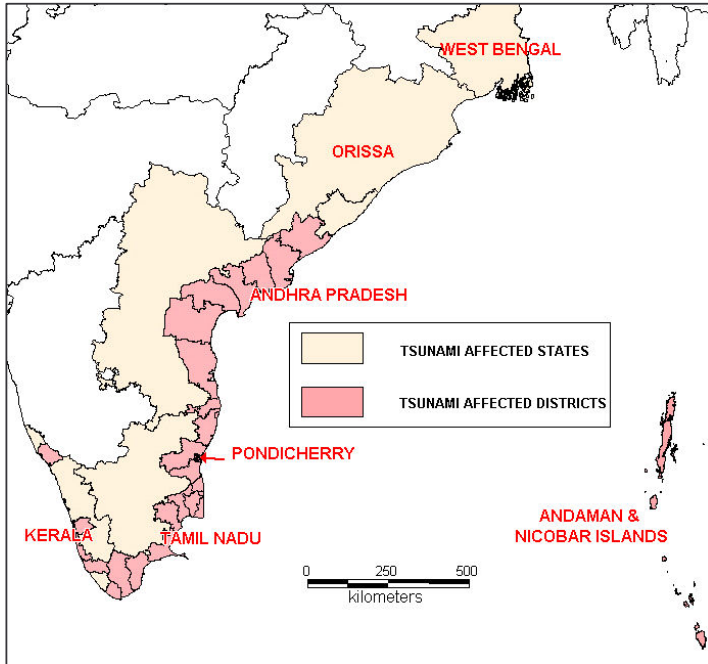 WEST BENGAL
ORISSA
ANDHRA PRADESH
TSUNAMI AFFECTED STATES
TSUNAMI AFFECTED DISTRICTS
PONDICHERRY
KERALA
TAMIL NADU
ANDAMAN &
NICOBAR ISLANDS
0 250 500
kilometers